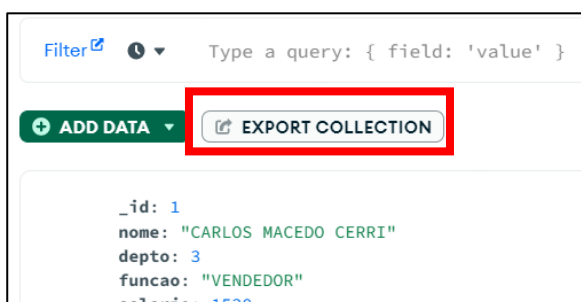 Filter Type a query: { field: 'value' }
ADD DATA EXPORT COLLECTION
_id: 1
nome: "CARLOS MACEDO CERRI"
depto: 3
funcao: "VENDEDOR"